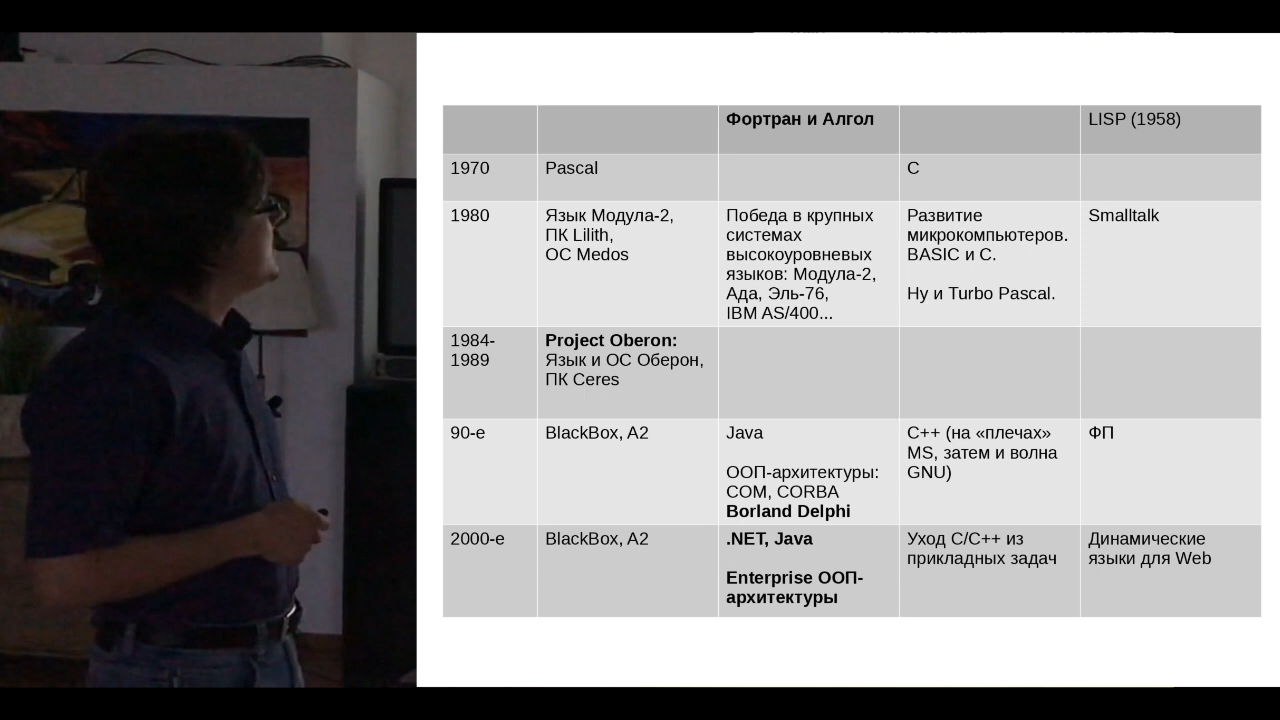 Фортран и Алгол
LISP (1958)
1970
Pascal
C
1980
Язык Модула-2,
ПК Lilith,
ОС Medos
Победа в крупных
системах
высокоуровневых
языков: Модула-2,
Ада, Эль-76,
IBM AS/400...
Развитие
микрокомпьютеров.
BASIC и C.
Ну и Turbo Pascal.
Smalltalk
1984-
1989
Project Oberon:
Язык и ОС Оберон,
ПК Ceres
90-е
BlackBox, A2
Java
ООП-архитектуры:
COM, CORBA
Borland Delphi
C++ (на «плечах»
MS, затем и волна
GNU)
ФП
2000-е
BlackBox, A2
.NET, Java
Enterprise ООП-
архитектуры
Уход C/C++ из
прикладных задач
Динамические
языки для Web